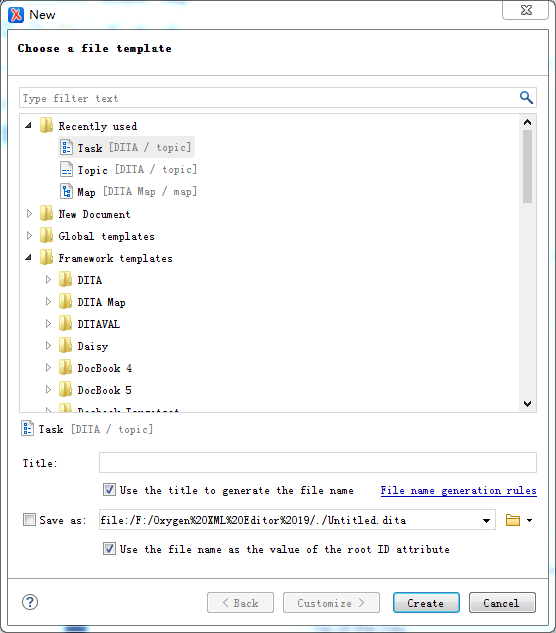 New
Choose a file template
Type filter text
Recently used
Task [DITA / topic]
Topic [DITA / topic]
Map [DITA Map / map]
New Document
Global templates
Framework templates
DITA
DITA Map
DITAVAL
Daisy
DocBook 4
DocBook 5
Task [DITA / topic]
Title:
Use the title to generate the file name File name generation rules
Save as: file:/F:/Oxygen%20XML%20Editor%2019/./Untitled.dita
Use the file name as the value of the root ID attribute
? < Back Customize > Create Cancel